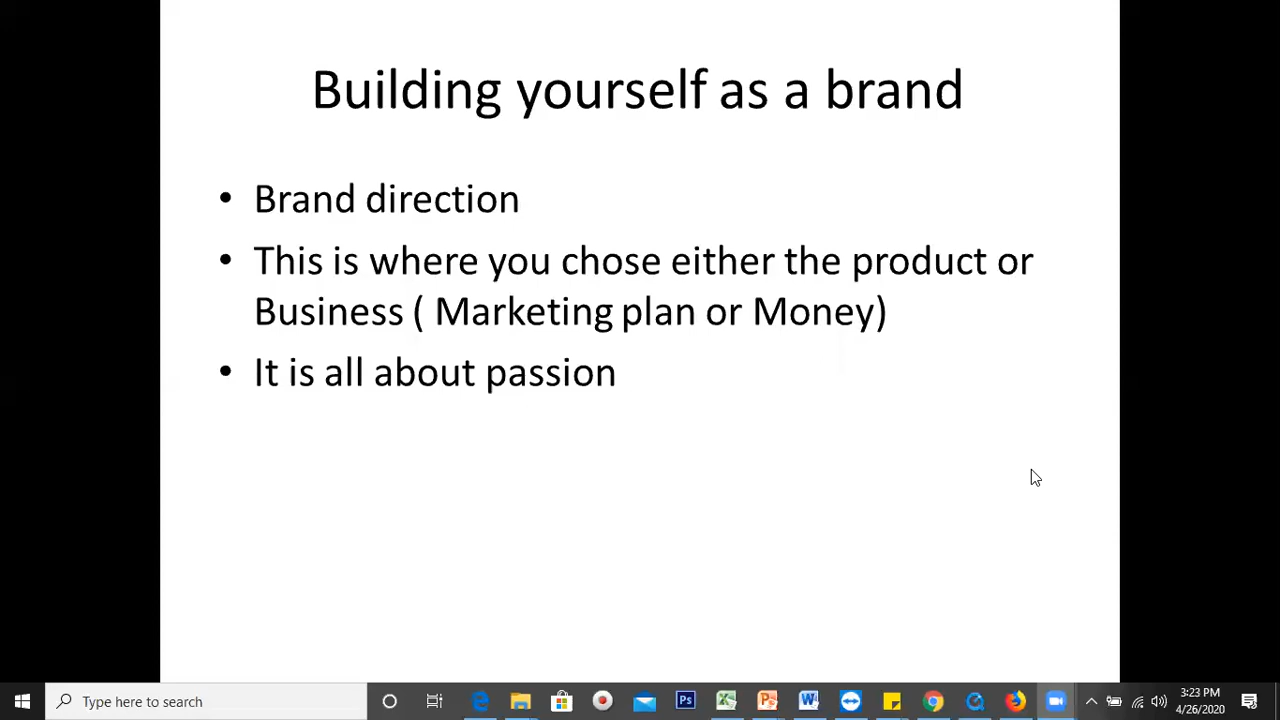 Building yourself as a brand
• Brand direction
• This is where you chose either the product or
Business ( Marketing plan or Money)
• It is all about passion
Type here to search
Ps
3:23 PM
4/26/2020